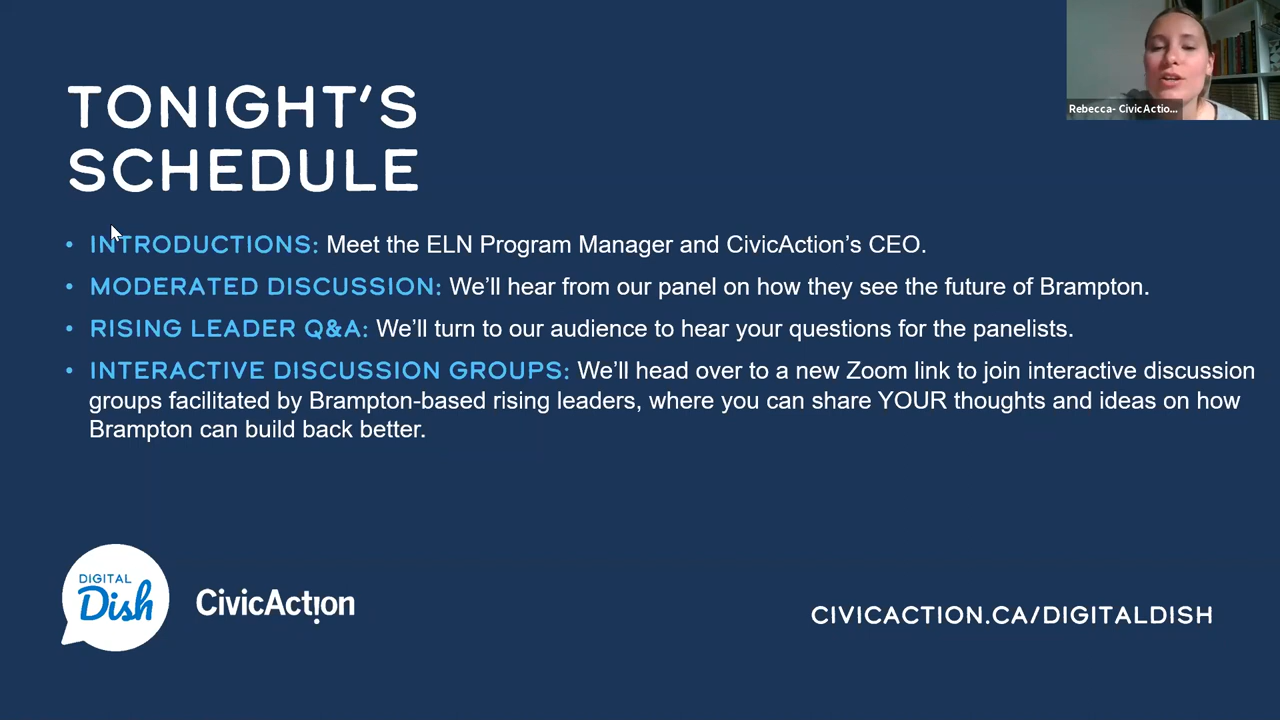 TONIGHT'S
SCHEDULE
Rebecca- CivicActio...
• INTRODUCTIONS: Meet the ELN Program Manager and CivicAction’s CEO.
• MODERATED DISCUSSION: We’ll hear from our panel on how they see the future of Brampton.
• RISING LEADER Q&A: We’ll turn to our audience to hear your questions for the panelists.
• INTERACTIVE DISCUSSION GROUPS: We’ll head over to a new Zoom link to join interactive discussion
groups facilitated by Brampton-based rising leaders, where you can share YOUR thoughts and ideas on how
Brampton can build back better.
DIGITAL
Dish
CivicAction
CIVICACTION.CA/DIGITALDISH